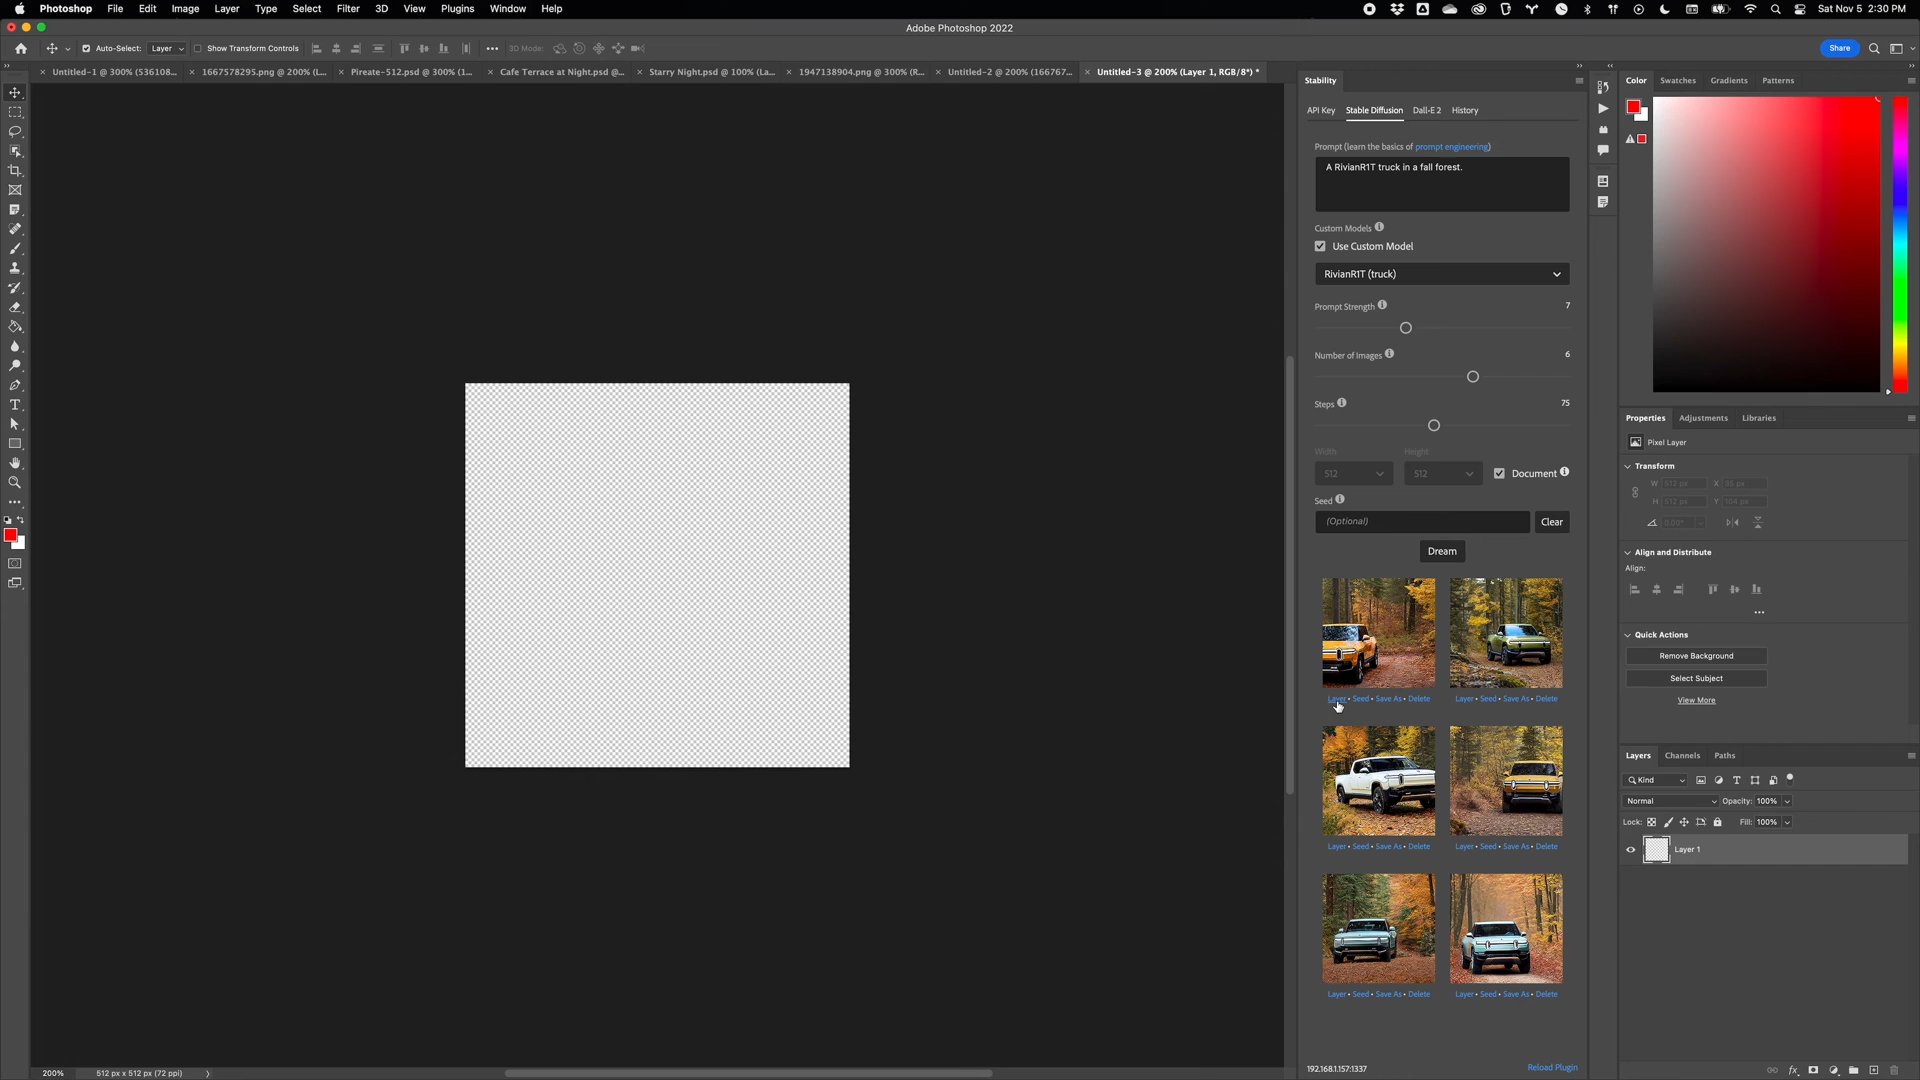 Photoshop File Edit Image Layer Type Select Filter 3D View Plugins Window Help Sat Nov 5 2:30 PM
Adobe Photoshop 2022
Auto-Select: Layer Show Transform Controls 3D Mode: Share
Untitled-1 @ 300% (536108... 1667578295.png @ 200% (L... Pireate-512.psd @ 300% (1... Cafe Terrace at Night.psd @... Starry Night.psd @ 100% (La... 1947138904.png @ 300% (R... Untitled-2 @ 200% (166767... Untitled-3 @ 200% (Layer 1, RGB/8*) *
Stability
API Key Stable Diffusion Dall-E 2 History
Prompt (learn the basics of prompt engineering)
A RivianR1T truck in a fall forest.
Custom Models
Use Custom Model
RivianR1T (truck)
Prompt Strength 7
Number of Images 6
Steps 75
Width Height
512 512 Document
Seed
(Optional) Clear
Dream
Layer • Seed • Save As • Delete Layer • Seed • Save As • Delete
Layer • Seed • Save As • Delete Layer • Seed • Save As • Delete
Layer • Seed • Save As • Delete Layer • Seed • Save As • Delete
192.168.1.157:1337 Reload Plugin
Color Swatches Gradients Patterns
Properties Adjustments Libraries
Pixel Layer
Transform
W 512 px X 36 px
H 512 px Y 104 px
0.00°
Align and Distribute
Align:
Quick Actions
Remove Background
Select Subject
View More
Layers Channels Paths
Kind
Normal Opacity: 100%
Lock: Fill: 100%
Layer 1
200% 512 px x 512 px (72 ppi)